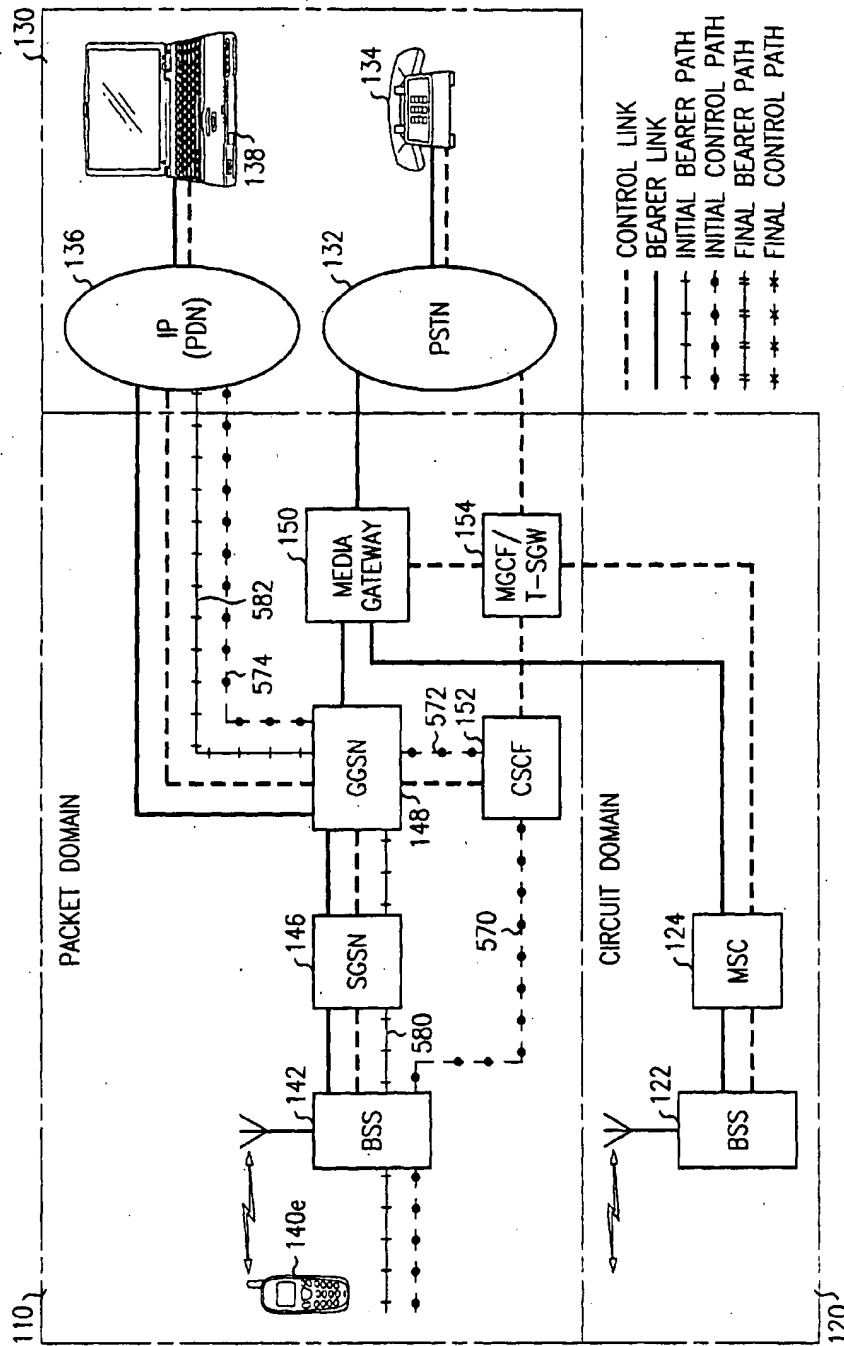 110
130
PACKET DOMAIN
140e
142
BSS
580
146
SGSN
148
GGSN
574
582
572
152
CSCF
570
150
MEDIA
GATEWAY
154
MGCF/
T-SGW
136
IP
(PDN)
138
132
PSTN
134
CIRCUIT DOMAIN
122
BSS
124
MSC
120
CONTROL LINK
BEARER LINK
INITIAL BEARER PATH
INITIAL CONTROL PATH
FINAL BEARER PATH
FINAL CONTROL PATH